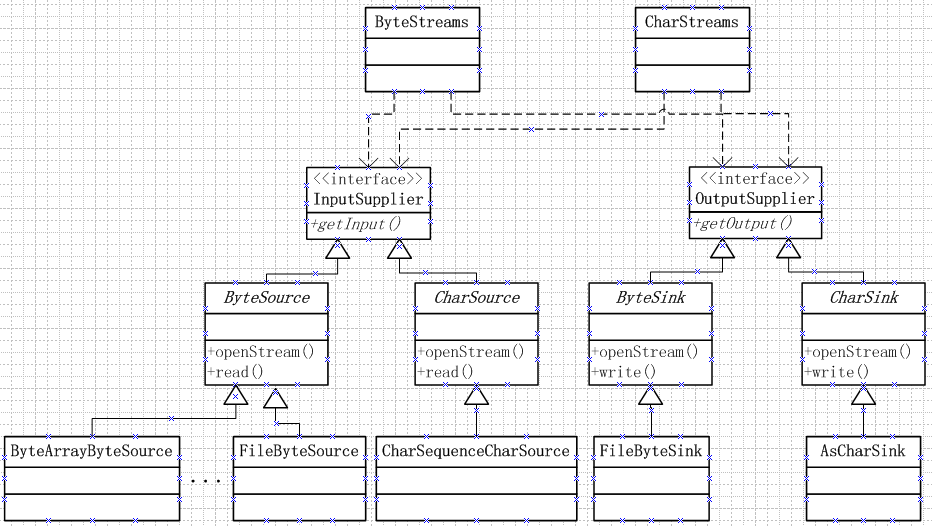 ByteStreams
CharStreams
<<interface>>
InputSupplier
+getInput()
<<interface>>
OutputSupplier
+getOutput()
ByteSource
+openStream()
+read()
CharSource
+openStream()
+read()
ByteSink
+openStream()
+write()
CharSink
+openStream()
+write()
ByteArrayByteSource
...
FileByteSource
CharSequenceCharSource
FileByteSink
AsCharSink